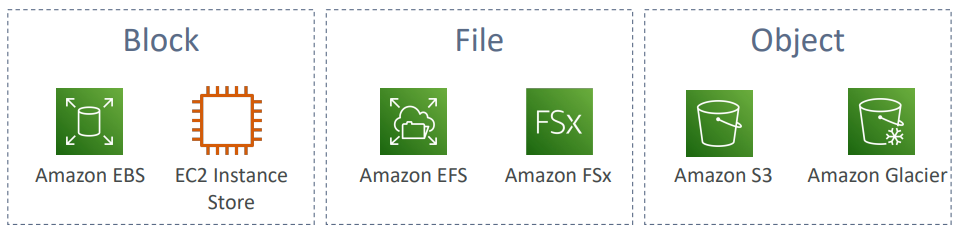 Block
Amazon EBS
EC2 Instance
Store
File
Amazon EFS
FSx
Amazon FSx
Object
Amazon S3
Amazon Glacier